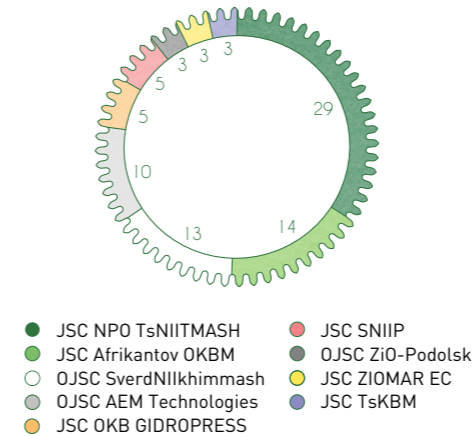 3 3 3
5
5
29
10
13
14
JSC NPO TsNIITMASH
JSC Afrikantov OKBM
OJSC SverdNIIkhimmash
OJSC AEM Technologies
JSC OKB GIDROPRESS
JSC SNIIP
OJSC ZiO-Podolsk
JSC ZIOMAR EC
JSC TsKBM